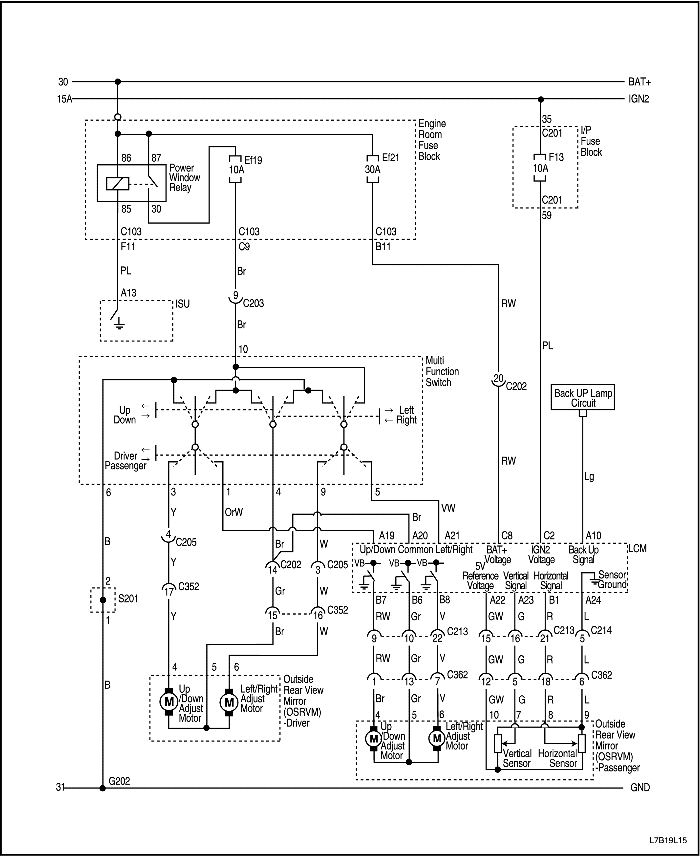 30 BAT+
15A IGN2
35
C201
I/P
Fuse
Block
F13
10A
C201
59
Engine
Room
Fuse
Block
86 87
Power
Window
Relay
85 30
Ef19
10A
Ef21
30A
C103 C103 C103
F11 C9 B11
PL
A13
ISU
Br
9 C203
Br
10
RW
PL
20 C202
RW
Back UP Lamp
Circuit
Lg
Multi
Function
Switch
Up
Down
Left
Right
Driver
Passenger
6 3 1 4 9 5
Y OrW VW
Br
4 C205
B
Y
Br W
14 C202 3 C205
17 C352
2
S201
1
Gr W
15 16 C352
Y Br W
B
A19 A20 A21 C8 C2 A10
LCM
Up/Down Common Left/Right
BAT+
Voltage
IGN2
Voltage
Back Up
Signal
VB VB VB
5V
Reference
Voltage
Vertical
Signal
Horizontal
Signal
Sensor
Ground
B7 B6 B8 A22 A23 B1 A24
RW Gr V GW G R L
9 10 22 C213 15 16 21 C213 5 C214
RW Gr V GW G R L
1 13 7 C362 12 5 18 6 C362
Br Gr V GW G R L
4 5 6 10 7 8 9
4 5 6
M
Up
/Down
Adjust
Motor
M
Left/Right
Adjust
Motor
Outside
Rear View
Mirror
(OSRVM)
-Driver
M
Up
/Down
Adjust
Motor
M
Left/Right
Adjust
Motor
Vertical
Sensor
Horizontal
Sensor
Outside
Rear View
Mirror
(OSRVM)
-Passenger
G202
31 GND
L7B19L15